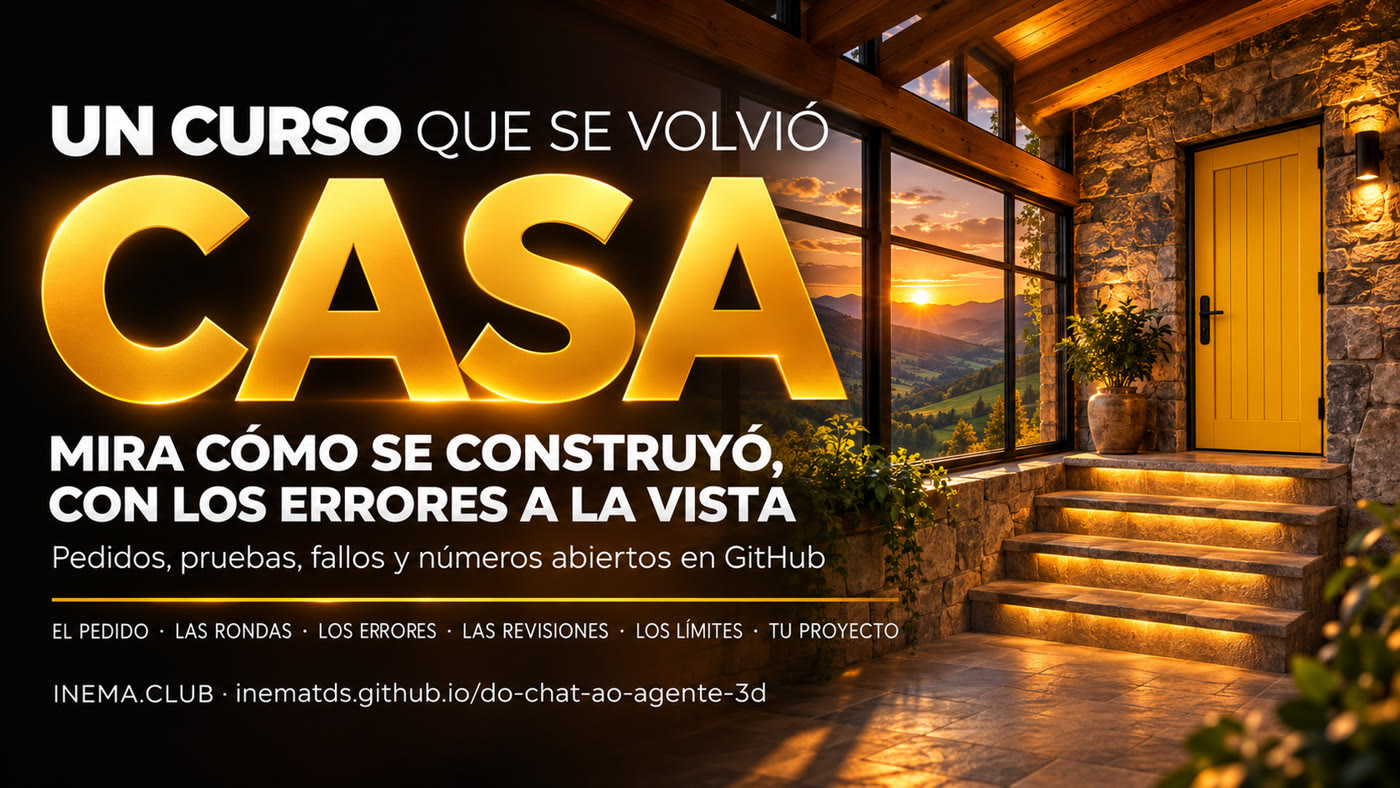 UN CURSO QUE SE VOLVIÓ
CASA
MIRA CÓMO SE CONSTRUYÓ,
CON LOS ERRORES A LA VISTA
Pedidos, pruebas, fallos y números abiertos en GitHub
EL PEDIDO · LAS RONDAS · LOS ERRORES · LAS REVISIONES · LOS LÍMITES · TU PROYECTO
INEMA.CLUB · inematds.github.io/do-chat-ao-agente-3d